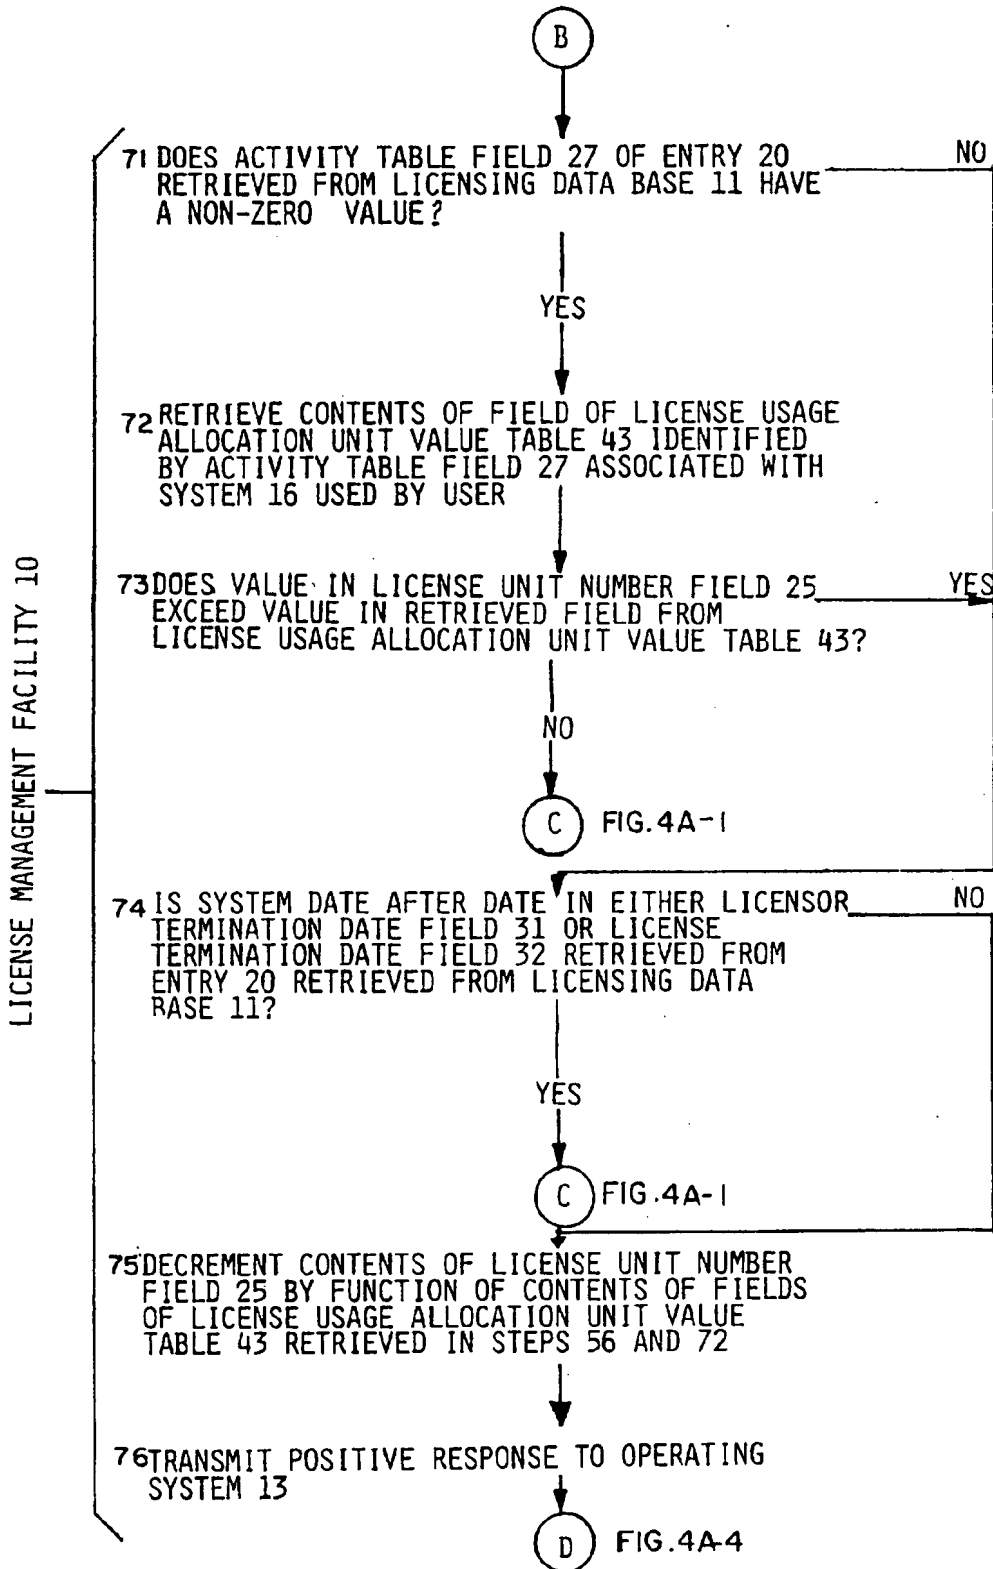 B
71 DOES ACTIVITY TABLE FIELD 27 OF ENTRY 20
RETRIEVED FROM LICENSING DATA BASE 11 HAVE
A NON-ZERO VALUE?
NO
YES
72 RETRIEVE CONTENTS OF FIELD OF LICENSE USAGE
ALLOCATION UNIT VALUE TABLE 43 IDENTIFIED
BY ACTIVITY TABLE FIELD 27 ASSOCIATED WITH
SYSTEM 16 USED BY USER
73 DOES VALUE IN LICENSE UNIT NUMBER FIELD 25
EXCEED VALUE IN RETRIEVED FIELD FROM
LICENSE USAGE ALLOCATION UNIT VALUE TABLE 43?
YES
NO
C FIG.4A-1
LICENSE MANAGEMENT FACILITY 10
74 IS SYSTEM DATE AFTER DATE IN EITHER LICENSOR
TERMINATION DATE FIELD 31 OR LICENSE
TERMINATION DATE FIELD 32 RETRIEVED FROM
ENTRY 20 RETRIEVED FROM LICENSING DATA
BASE 11?
NO
YES
C FIG.4A-1
75 DECREMENT CONTENTS OF LICENSE UNIT NUMBER
FIELD 25 BY FUNCTION OF CONTENTS OF FIELDS
OF LICENSE USAGE ALLOCATION UNIT VALUE
TABLE 43 RETRIEVED IN STEPS 56 AND 72
76 TRANSMIT POSITIVE RESPONSE TO OPERATING
SYSTEM 13
D FIG.4A-4